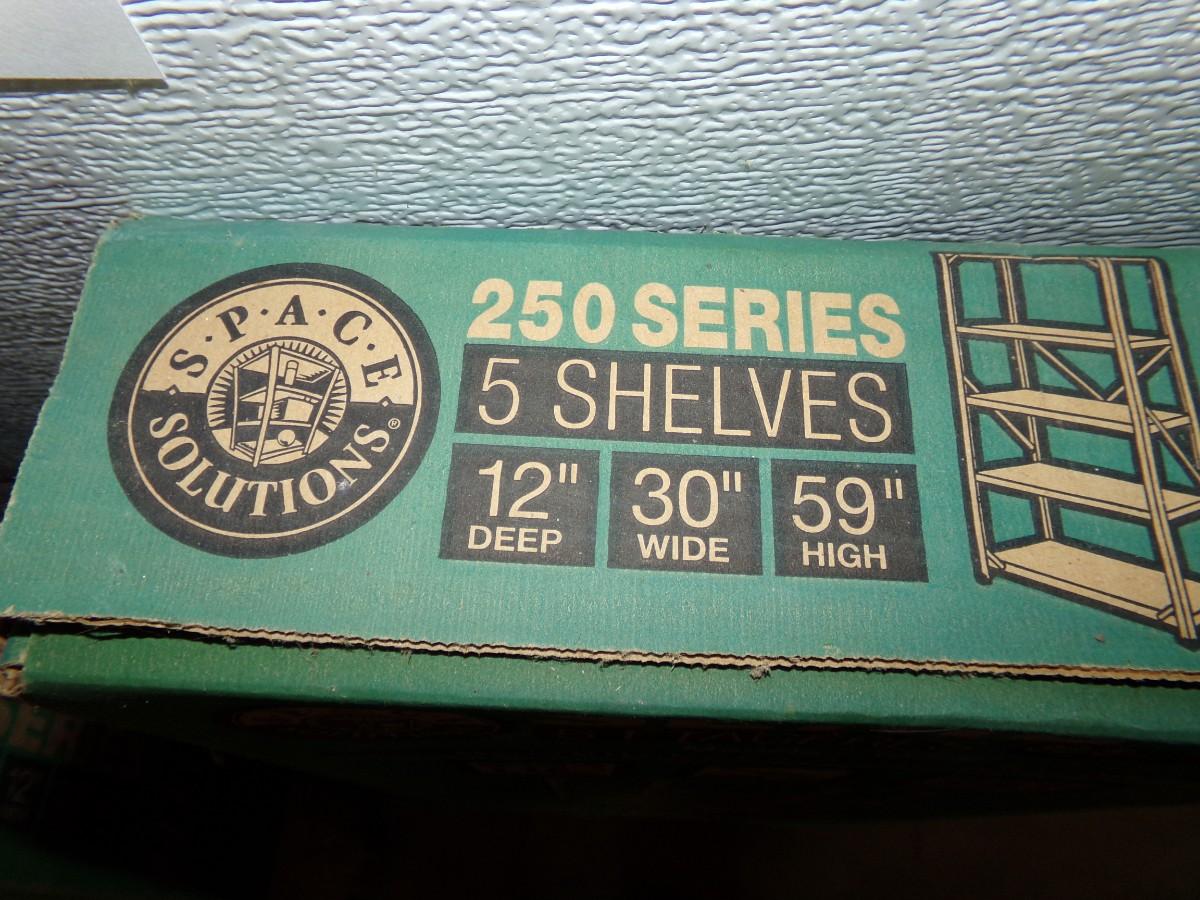 S·P·A·C·E
SOLUTIONS®
250 SERIES
5 SHELVES
12" DEEP
30" WIDE
59" HIGH